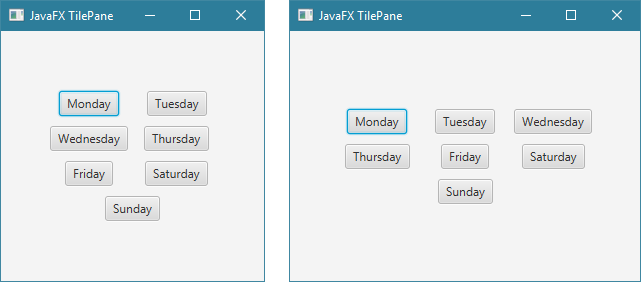 JavaFX TilePane
Monday Tuesday
Wednesday Thursday
Friday Saturday
Sunday
JavaFX TilePane
Monday Tuesday Wednesday
Thursday Friday Saturday
Sunday